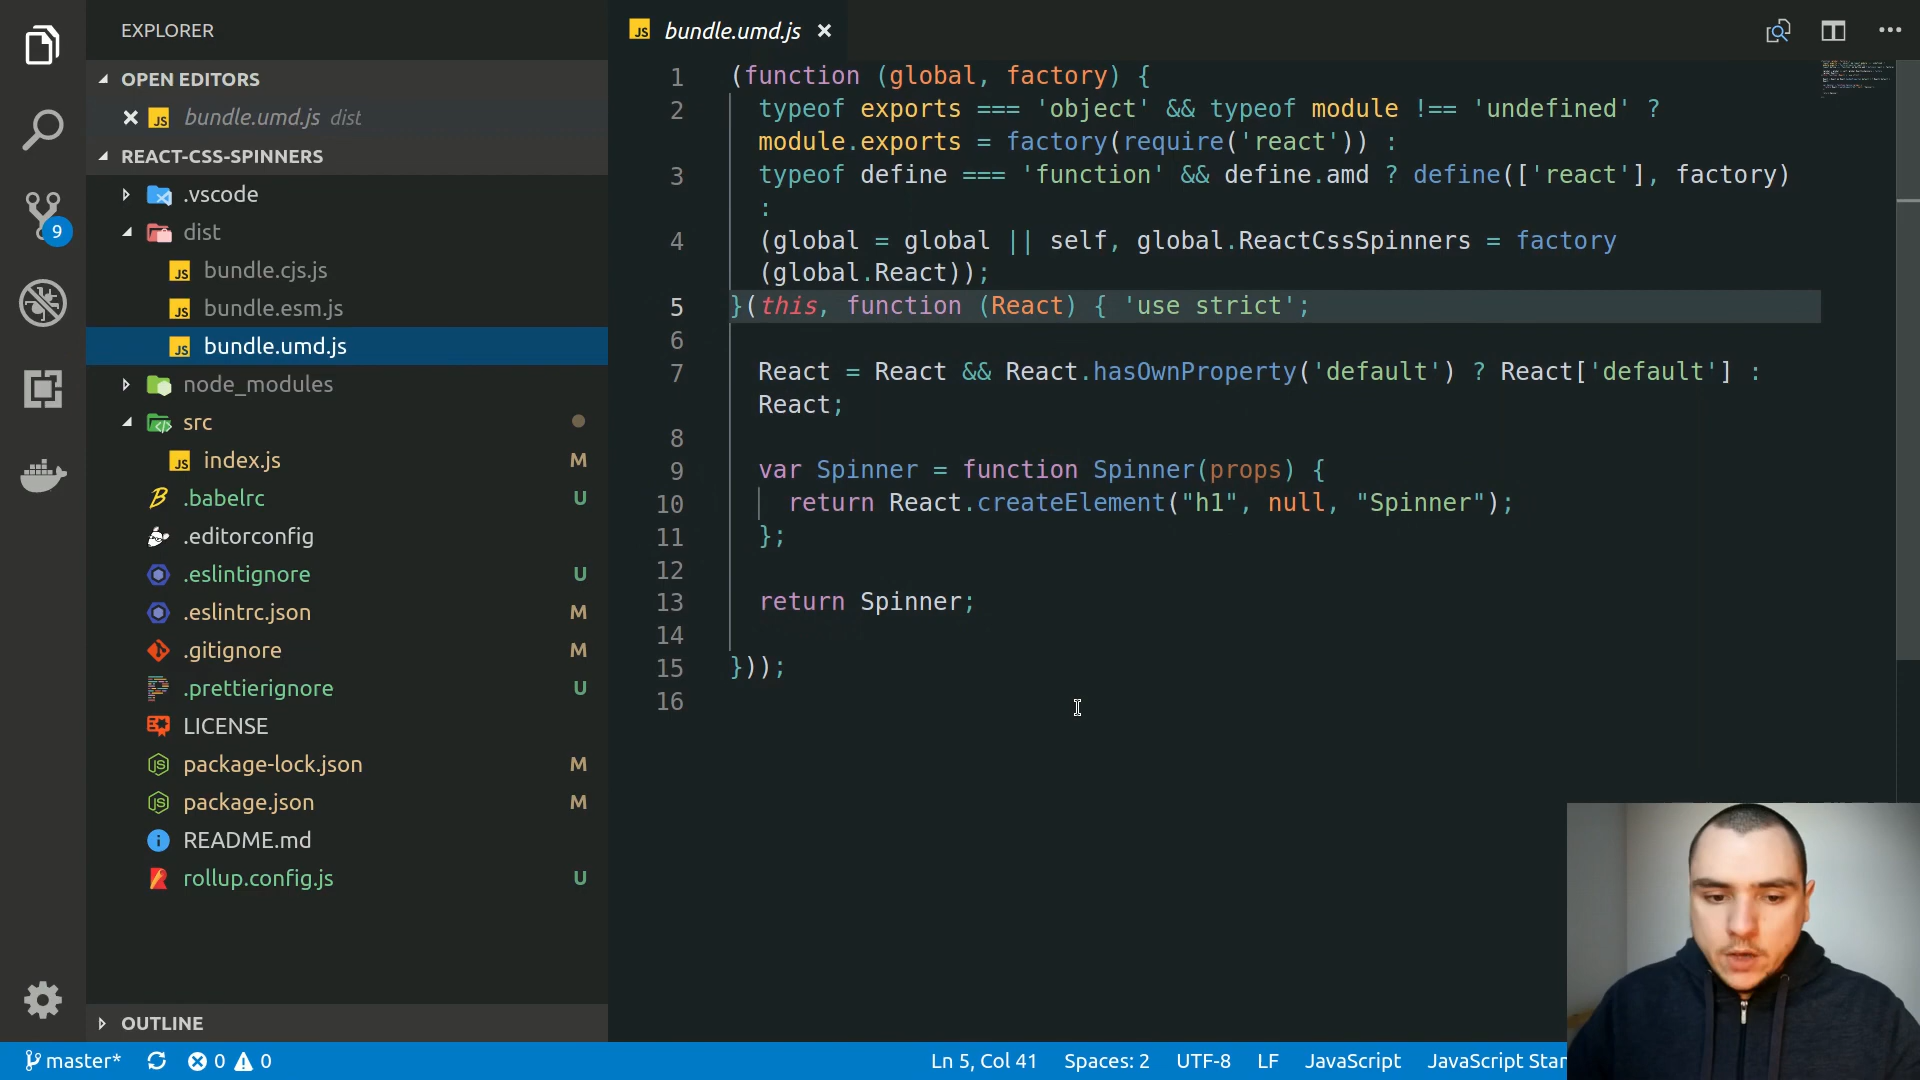 EXPLORER
OPEN EDITORS
JS bundle.umd.js dist
REACT-CSS-SPINNERS
.vscode
dist
JS bundle.cjs.js
JS bundle.esm.js
JS bundle.umd.js
node_modules
src
JS index.js M
.babelrc U
.editorconfig
.eslintignore U
.eslintrc.json M
.gitignore M
.prettierignore U
LICENSE
package-lock.json M
package.json M
README.md
rollup.config.js U
OUTLINE
9
JS bundle.umd.js
1 (function (global, factory) {
2 typeof exports === 'object' && typeof module !== 'undefined' ?
module.exports = factory(require('react')) :
3 typeof define === 'function' && define.amd ? define(['react'], factory)
:
4 (global = global || self, global.ReactCssSpinners = factory
(global.React));
5 }(this, function (React) { 'use strict';
6
7 React = React && React.hasOwnProperty('default') ? React['default'] :
React;
8
9 var Spinner = function Spinner(props) {
10 return React.createElement("h1", null, "Spinner");
11 };
12
13 return Spinner;
14
15 }));
16
master* 0 0 Ln 5, Col 41 Spaces: 2 UTF-8 LF JavaScript JavaScript Star